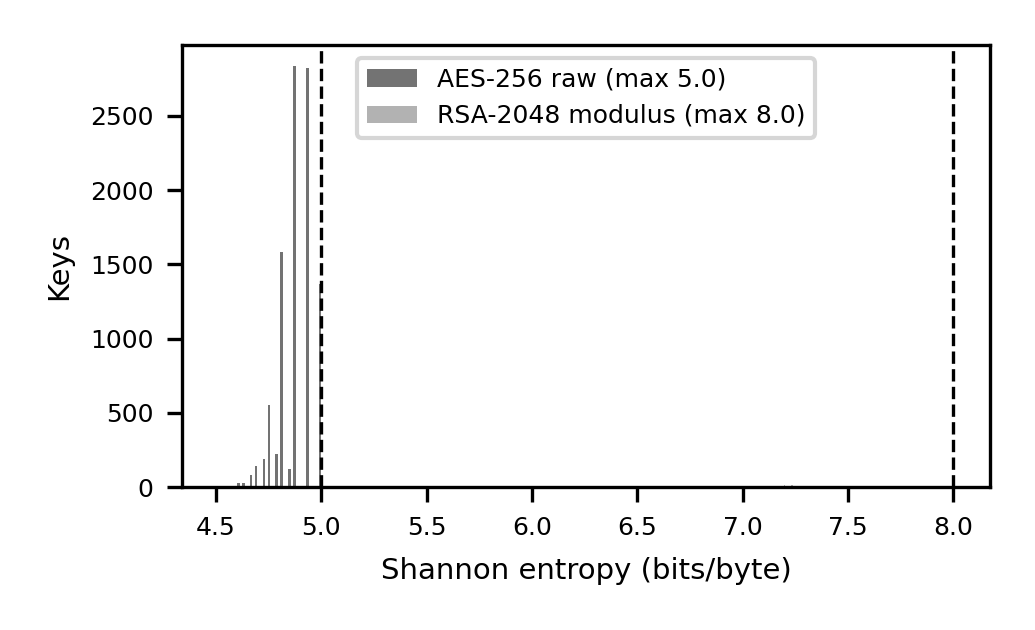 AES-256 raw (max 5.0)
RSA-2048 modulus (max 8.0)
Keys
2500
2000
1500
1000
500
0
4.5 5.0 5.5 6.0 6.5 7.0 7.5 8.0
Shannon entropy (bits/byte)